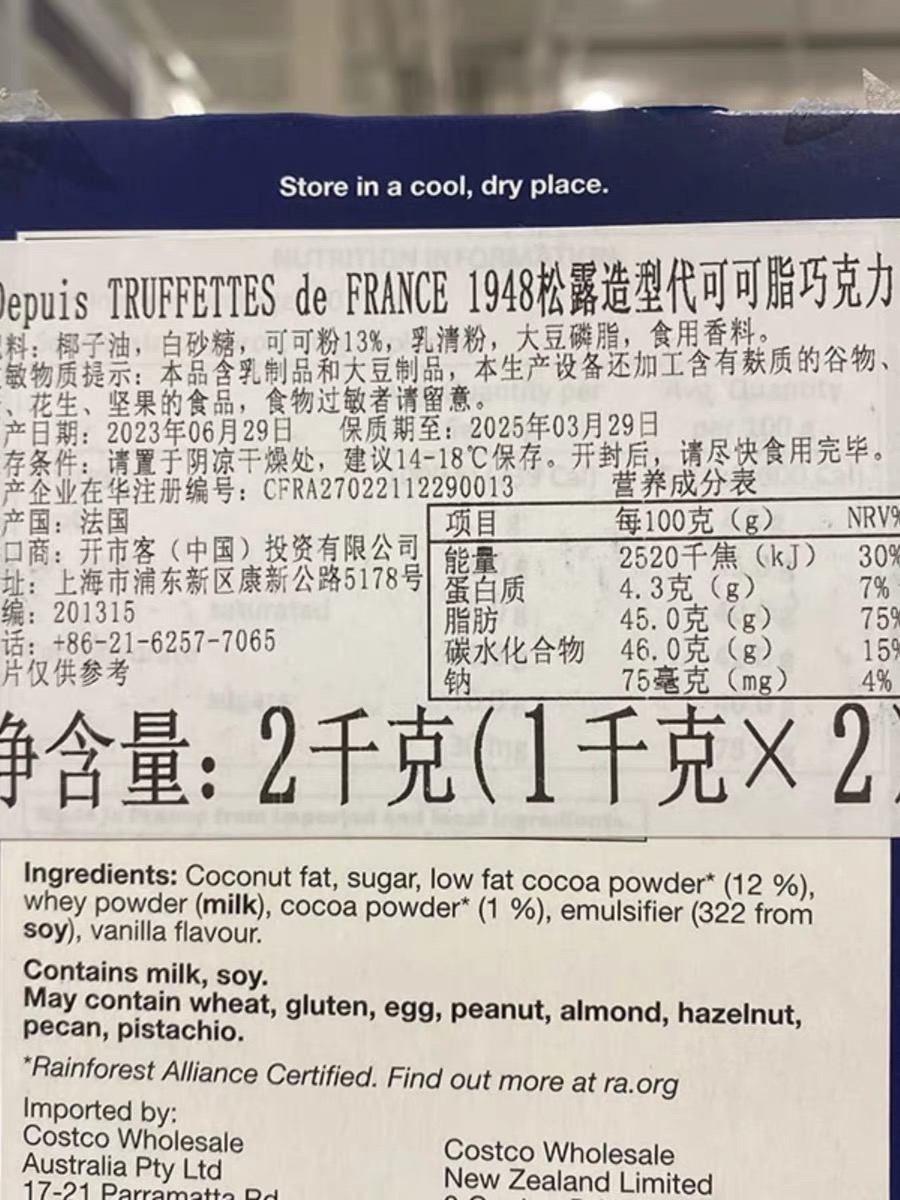 Store in a cool, dry place.
NUTRITION INFORMATION
Depuis TRUFFETTES de FRANCE 1948松露造型代可可脂巧克力
料：椰子油，白砂糖，可可粉13%，乳清粉，大豆磷脂，食用香料。
敏物质提示：本品含乳制品和大豆制品，本生产设备还加工含有麸质的谷物、
、花生、坚果的食品，食物过敏者请留意。
产日期：2023年06月29日 保质期至：2025年03月29日
存条件：请置于阴凉干燥处，建议14-18℃保存。开封后，请尽快食用完毕。
产企业在华注册编号：CFRA27022112290013
产国：法国
口商：开市客（中国）投资有限公司
址：上海市浦东新区康新公路5178号
编：201315
话：+86-21-6257-7065
片仅供参考
营养成分表
项目 每100克（g） NRV%
能量 2520千焦（kJ） 30%
蛋白质 4.3克（g） 7%
脂肪 45.0克（g） 75%
碳水化合物 46.0克（g） 15%
钠 75毫克（mg） 4%
净含量：2千克(1千克×2)
Ingredients: Coconut fat, sugar, low fat cocoa powder* (12 %),
whey powder (milk), cocoa powder* (1 %), emulsifier (322 from
soy), vanilla flavour.
Contains milk, soy.
May contain wheat, gluten, egg, peanut, almond, hazelnut,
pecan, pistachio.
*Rainforest Alliance Certified. Find out more at ra.org
Imported by:
Costco Wholesale
Australia Pty Ltd
17-21 Parramatta Rd
Costco Wholesale
New Zealand Limited